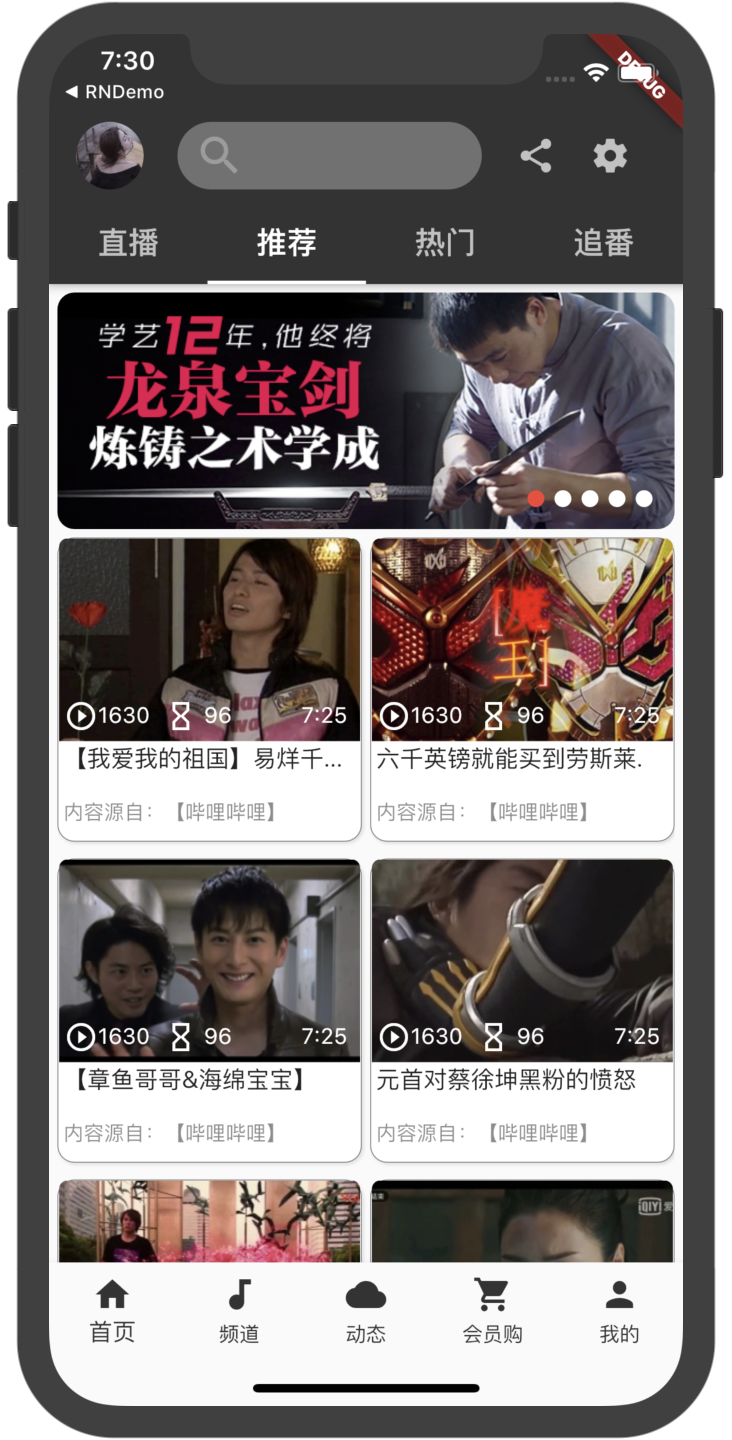 7:30
DEBUG
◀ RNDemo
直播
推荐
热门
追番
学艺12年,他终将
龙泉宝剑
炼铸之术学成
[魔
王]
1630 96 7:25
1630 96 7:25
【我爱我的祖国】易烊千...
六千英镑就能买到劳斯莱.
内容源自：【哔哩哔哩】
内容源自：【哔哩哔哩】
1630 96 7:25
1630 96 7:25
【章鱼哥哥&海绵宝宝】
元首对蔡徐坤黑粉的愤怒
内容源自：【哔哩哔哩】
内容源自：【哔哩哔哩】
iQIYI 爱
首页
频道
动态
会员购
我的